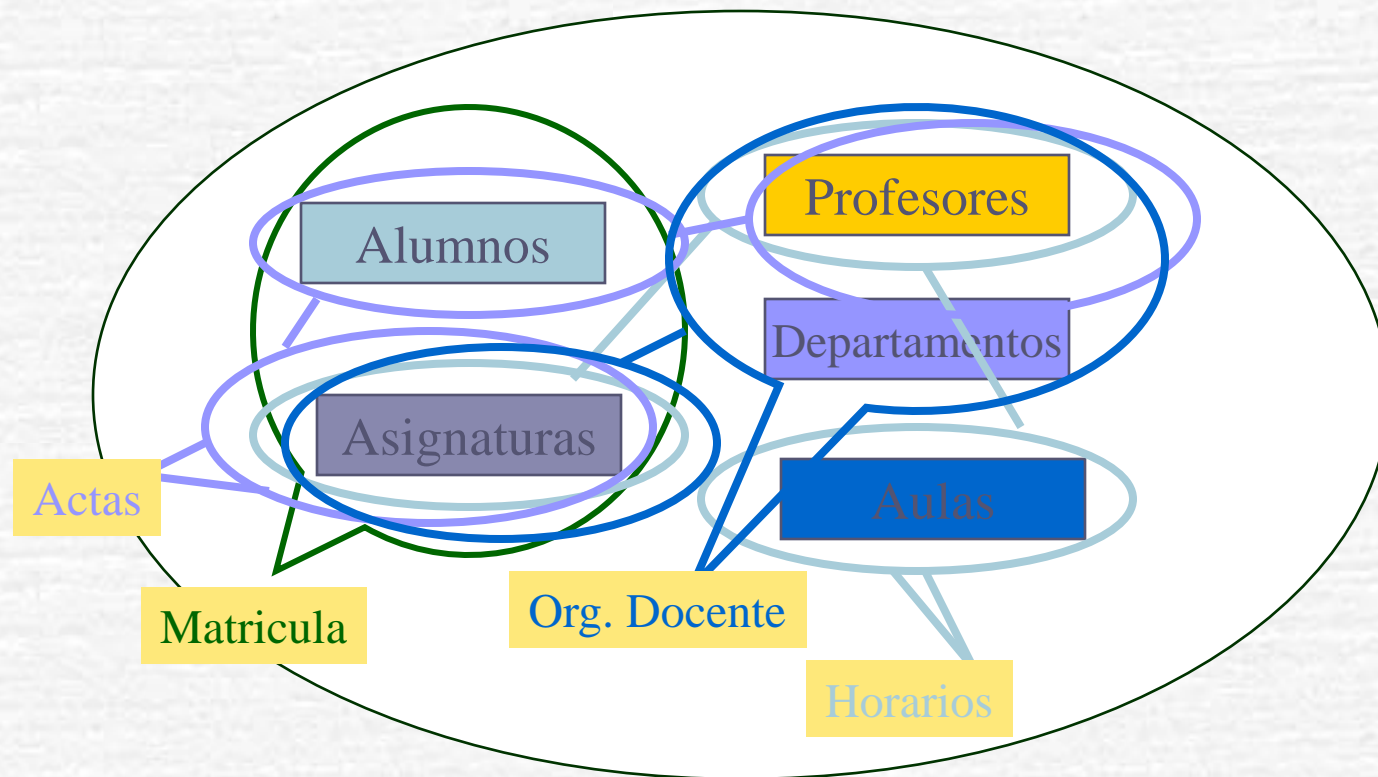 Profesores
Alumnos
Departamentos
Asignaturas
Aulas
Actas
Matricula
Org. Docente
Horarios